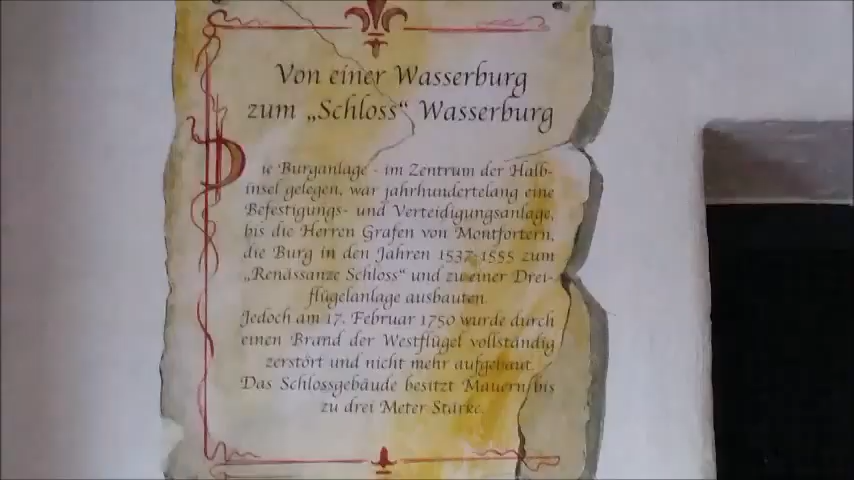 Von einer Wasserburg
zum „Schloss“ Wasserburg
Die Burganlage - im Zentrum der Halb-
insel gelegen, war jahrhundertelang eine
Befestigungs- und Verteidigungsanlage,
bis die Herren Grafen von Montfortern,
die Burg in den Jahren 1537-1555 zum
„Renässanze Schloss“ und zu einer Drei-
flügelanlage ausbauten.
Jedoch am 17. Februar 1750 wurde durch
einen Brand der Westflügel vollständig
zerstört und nicht mehr aufgebaut.
Das Schlossgebäude besitzt Mauern bis
zu drei Meter Stärke.